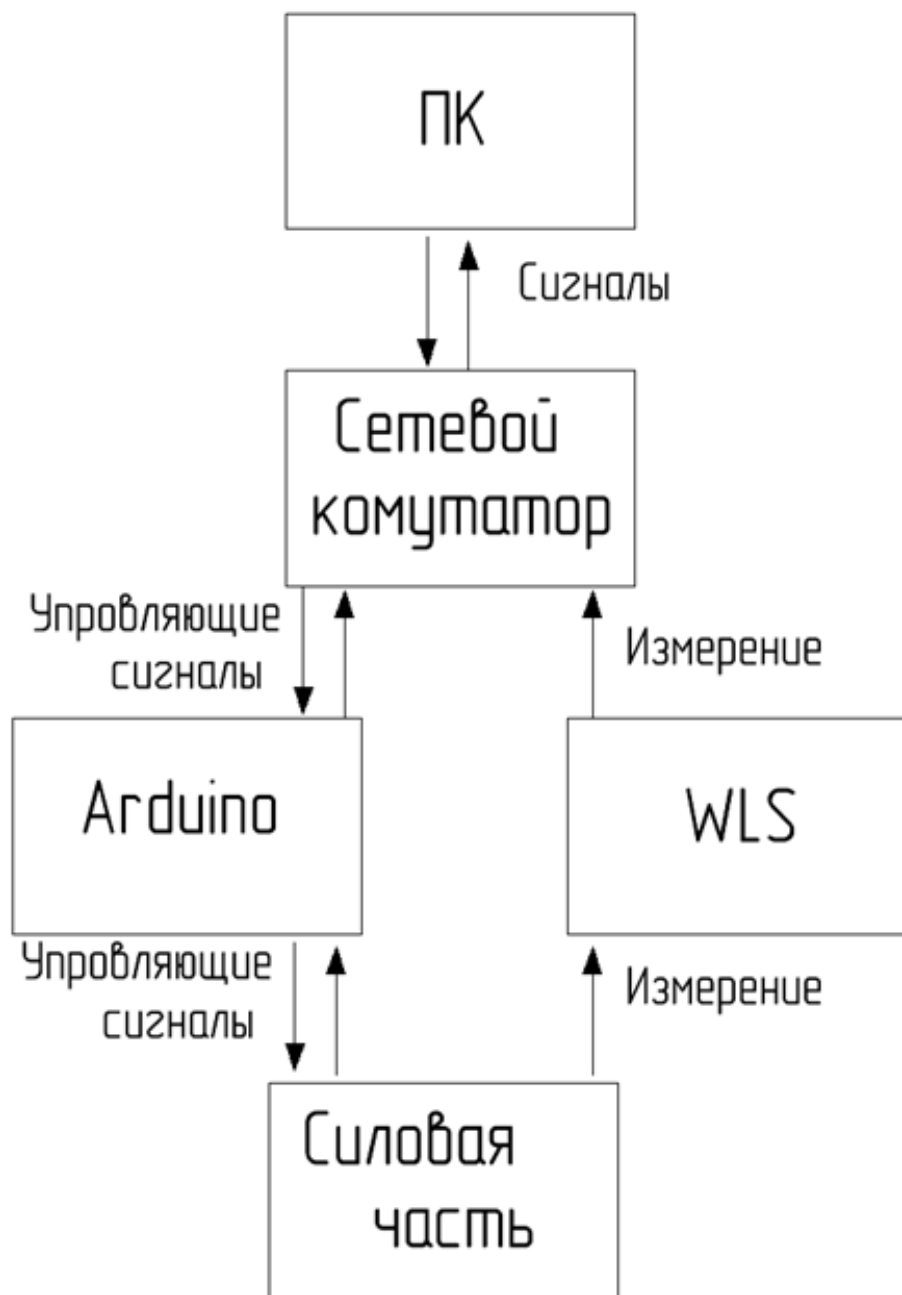 ПК
Сигналы
Сетевой
комутатор
Упровляющие
сигналы
Измерение
Arduino
WLS
Упровляющие
сигналы
Измерение
Силовая
часть